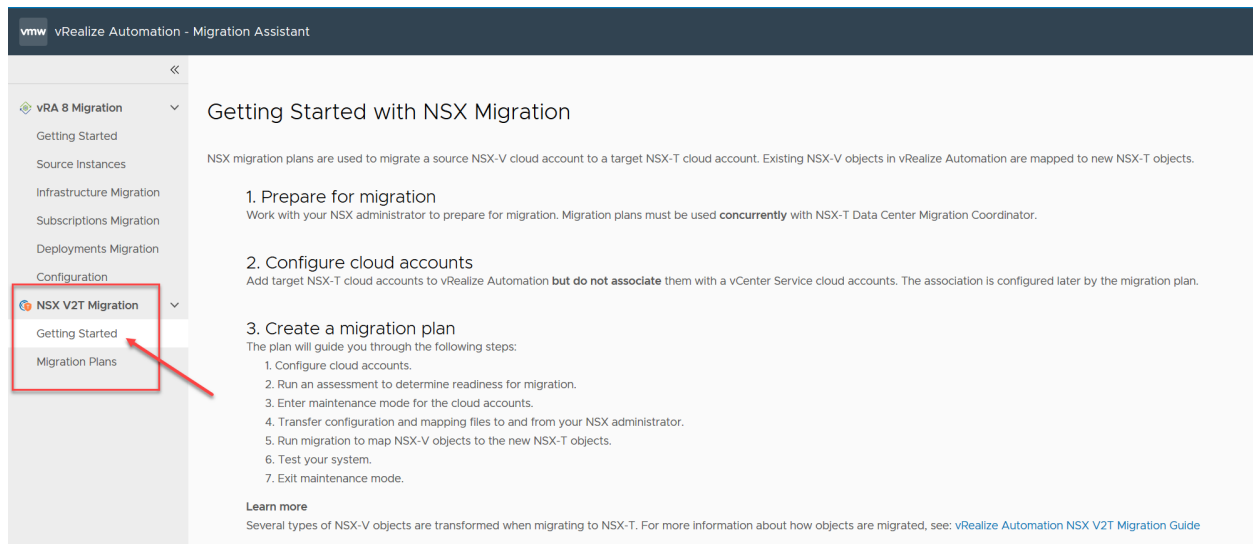 vmw vRealize Automation - Migration Assistant
vRA 8 Migration
Getting Started
Source Instances
Infrastructure Migration
Subscriptions Migration
Deployments Migration
Configuration
NSX V2T Migration
Getting Started
Migration Plans
Getting Started with NSX Migration
NSX migration plans are used to migrate a source NSX-V cloud account to a target NSX-T cloud account. Existing NSX-V objects in vRealize Automation are mapped to new NSX-T objects.
1. Prepare for migration
Work with your NSX administrator to prepare for migration. Migration plans must be used concurrently with NSX-T Data Center Migration Coordinator.
2. Configure cloud accounts
Add target NSX-T cloud accounts to vRealize Automation but do not associate them with a vCenter Service cloud accounts. The association is configured later by the migration plan.
3. Create a migration plan
The plan will guide you through the following steps:
1. Configure cloud accounts.
2. Run an assessment to determine readiness for migration.
3. Enter maintenance mode for the cloud accounts.
4. Transfer configuration and mapping files to and from your NSX administrator.
5. Run migration to map NSX-V objects to the new NSX-T objects.
6. Test your system.
7. Exit maintenance mode.
Learn more
Several types of NSX-V objects are transformed when migrating to NSX-T. For more information about how objects are migrated, see: vRealize Automation NSX V2T Migration Guide